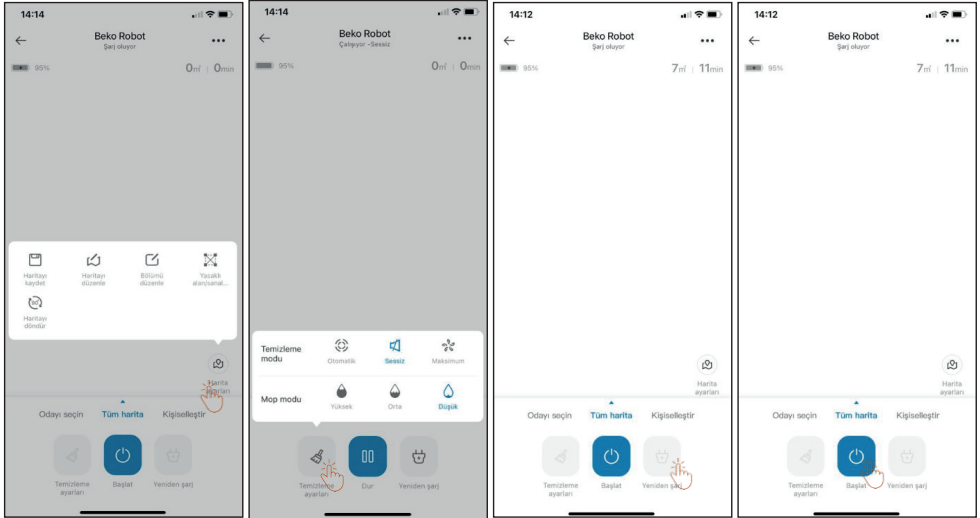 14:14
Beko Robot
Şarj oluyor
95%
0㎡ | 0min
Haritayı kaydet
Haritayı düzenle
Bölümü düzenle
Yasaklı alan/sanal...
90°
Haritayı döndür
Harita ayarları
Odayı seçin
Tüm harita
Kişiselleştir
Temizleme ayarları
Başlat
Yeniden şarj
14:14
Beko Robot
Çalışıyor -Sessiz
95%
0㎡ | 0min
Temizleme modu
Otomatik
Sessiz
Maksimum
Mop modu
Yüksek
Orta
Düşük
Temizleme ayarları
Dur
Yeniden şarj
14:12
Beko Robot
Şarj oluyor
95%
7㎡ | 11min
Harita ayarları
Odayı seçin
Tüm harita
Kişiselleştir
Temizleme ayarları
Başlat
Yeniden şarj
14:12
Beko Robot
Şarj oluyor
95%
7㎡ | 11min
Harita ayarları
Odayı seçin
Tüm harita
Kişiselleştir
Temizleme ayarları
Başlat
Yeniden şarj